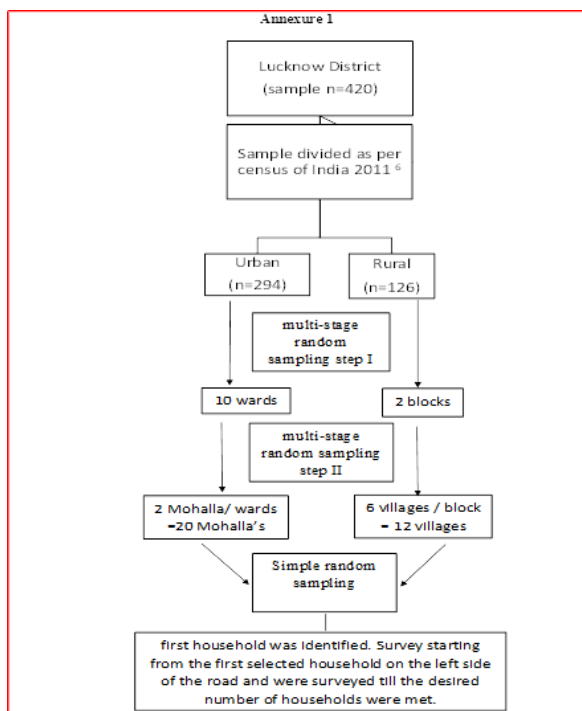 Annexure 1
Lucknow District
(sample n=420)
Sample divided as per
census of India 2011 6
Urban
(n=294)
Rural
(n=126)
multi-stage
random
sampling step I
10 wards
2 blocks
multi-stage
random sampling
step II
2 Mohalla/ wards
=20 Mohalla's
6 villages / block
= 12 villages
Simple random
sampling
first household was identified. Survey starting
from the first selected household on the left side
of the road and were surveyed till the desired
number of households were met.